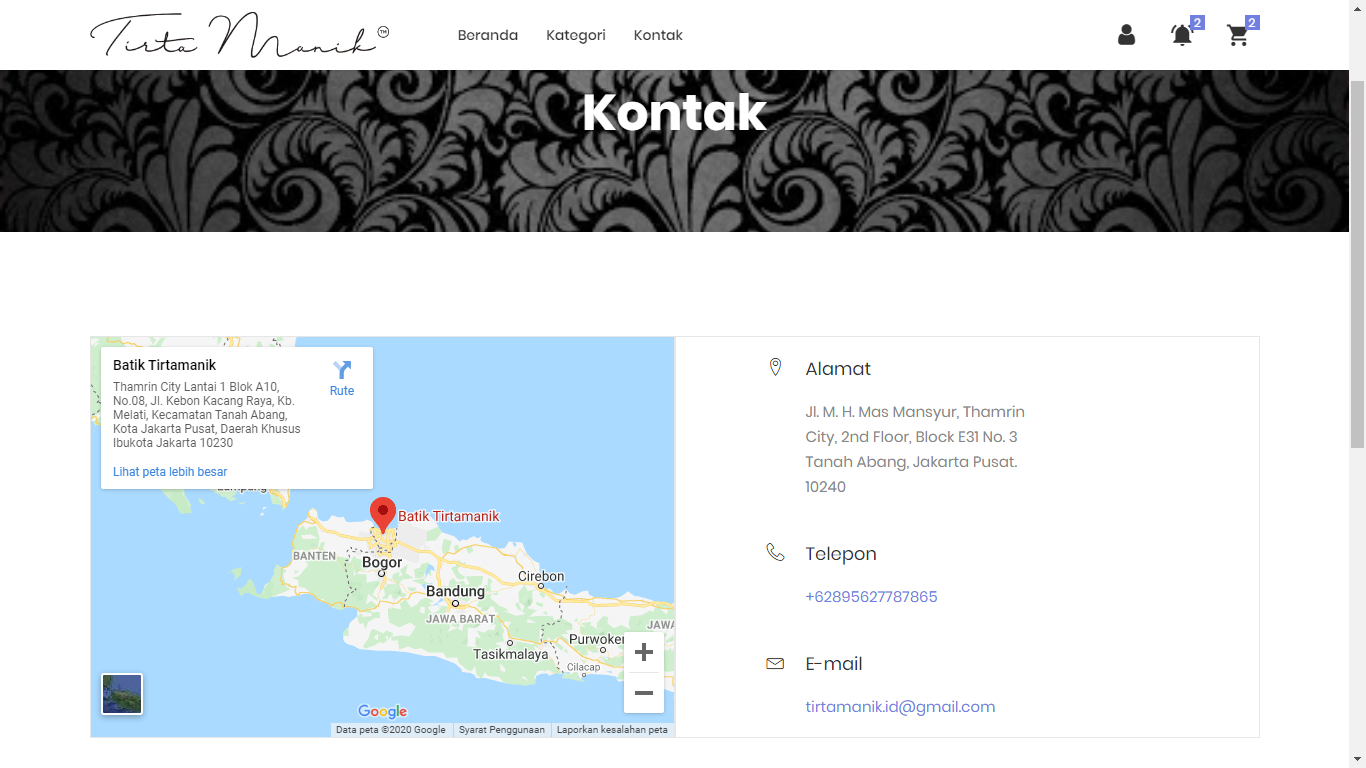 Tirta Manik™
Beranda Kategori Kontak
2 2
Kontak
Batik Tirtamanik
Thamrin City Lantai 1 Blok A10,
No.08, Jl. Kebon Kacang Raya, Kb.
Melati, Kecamatan Tanah Abang,
Kota Jakarta Pusat, Daerah Khusus
Ibukota Jakarta 10230
Rute
Lihat peta lebih besar
Lampung
Batik Tirtamanik
BANTEN
Bogor
Cirebon
Bandung
JAWA BARAT
JAWA
Purwoker
Tasikmalaya
Cilacap
Google
Data peta ©2020 Google Syarat Penggunaan Laporkan kesalahan peta
Alamat
Jl. M. H. Mas Mansyur, Thamrin
City, 2nd Floor, Block E31 No. 3
Tanah Abang, Jakarta Pusat.
10240
Telepon
+62895627787865
E-mail
tirtamanik.id@gmail.com